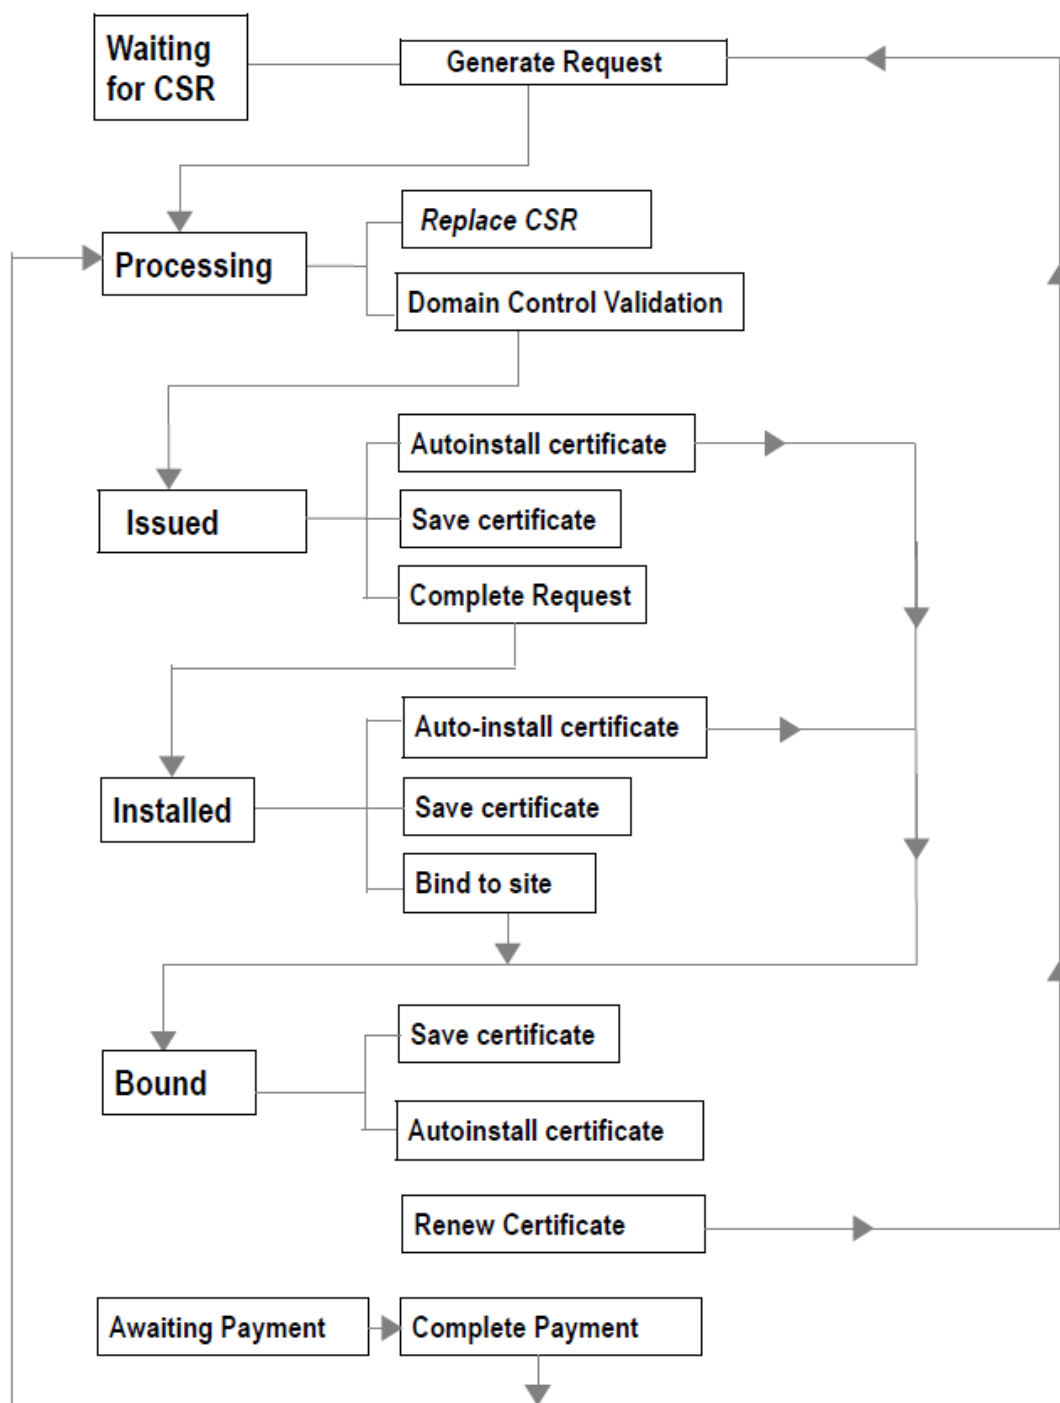 Waiting
for CSR
Generate Request
Replace CSR
Processing
Domain Control Validation
Autoinstall certificate
Issued
Save certificate
Complete Request
Auto-install certificate
Installed
Save certificate
Bind to site
Save certificate
Bound
Autoinstall certificate
Renew Certificate
Awaiting Payment
Complete Payment